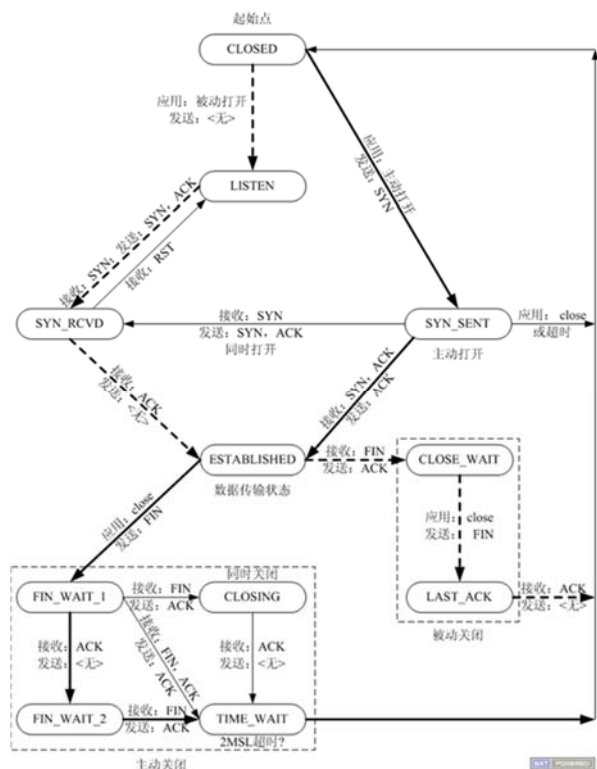 起始点
CLOSED
应用：被动打开
发送：<无>
应用：主动打开
发送：SYN
LISTEN
接收：SYN；发送：SYN，ACK
接收：RST
SYN_RCVD
接收：SYN
发送：SYN，ACK
同时打开
SYN_SENT
主动打开
应用：close
或超时
接收：ACK
发送：<无>
接收：SYN，ACK
发送：ACK
ESTABLISHED
数据传输状态
接收：FIN
发送：ACK
CLOSE_WAIT
应用：close
发送：FIN
应用：close
发送：FIN
LAST_ACK
接收：ACK
发送：<无>
被动关闭
同时关闭
FIN_WAIT_1
接收：FIN
发送：ACK
CLOSING
接收：ACK
发送：<无>
接收：FIN，ACK
发送：ACK
接收：ACK
发送：<无>
FIN_WAIT_2
接收：FIN
发送：ACK
TIME_WAIT
2MSL超时?
主动关闭
POWERED